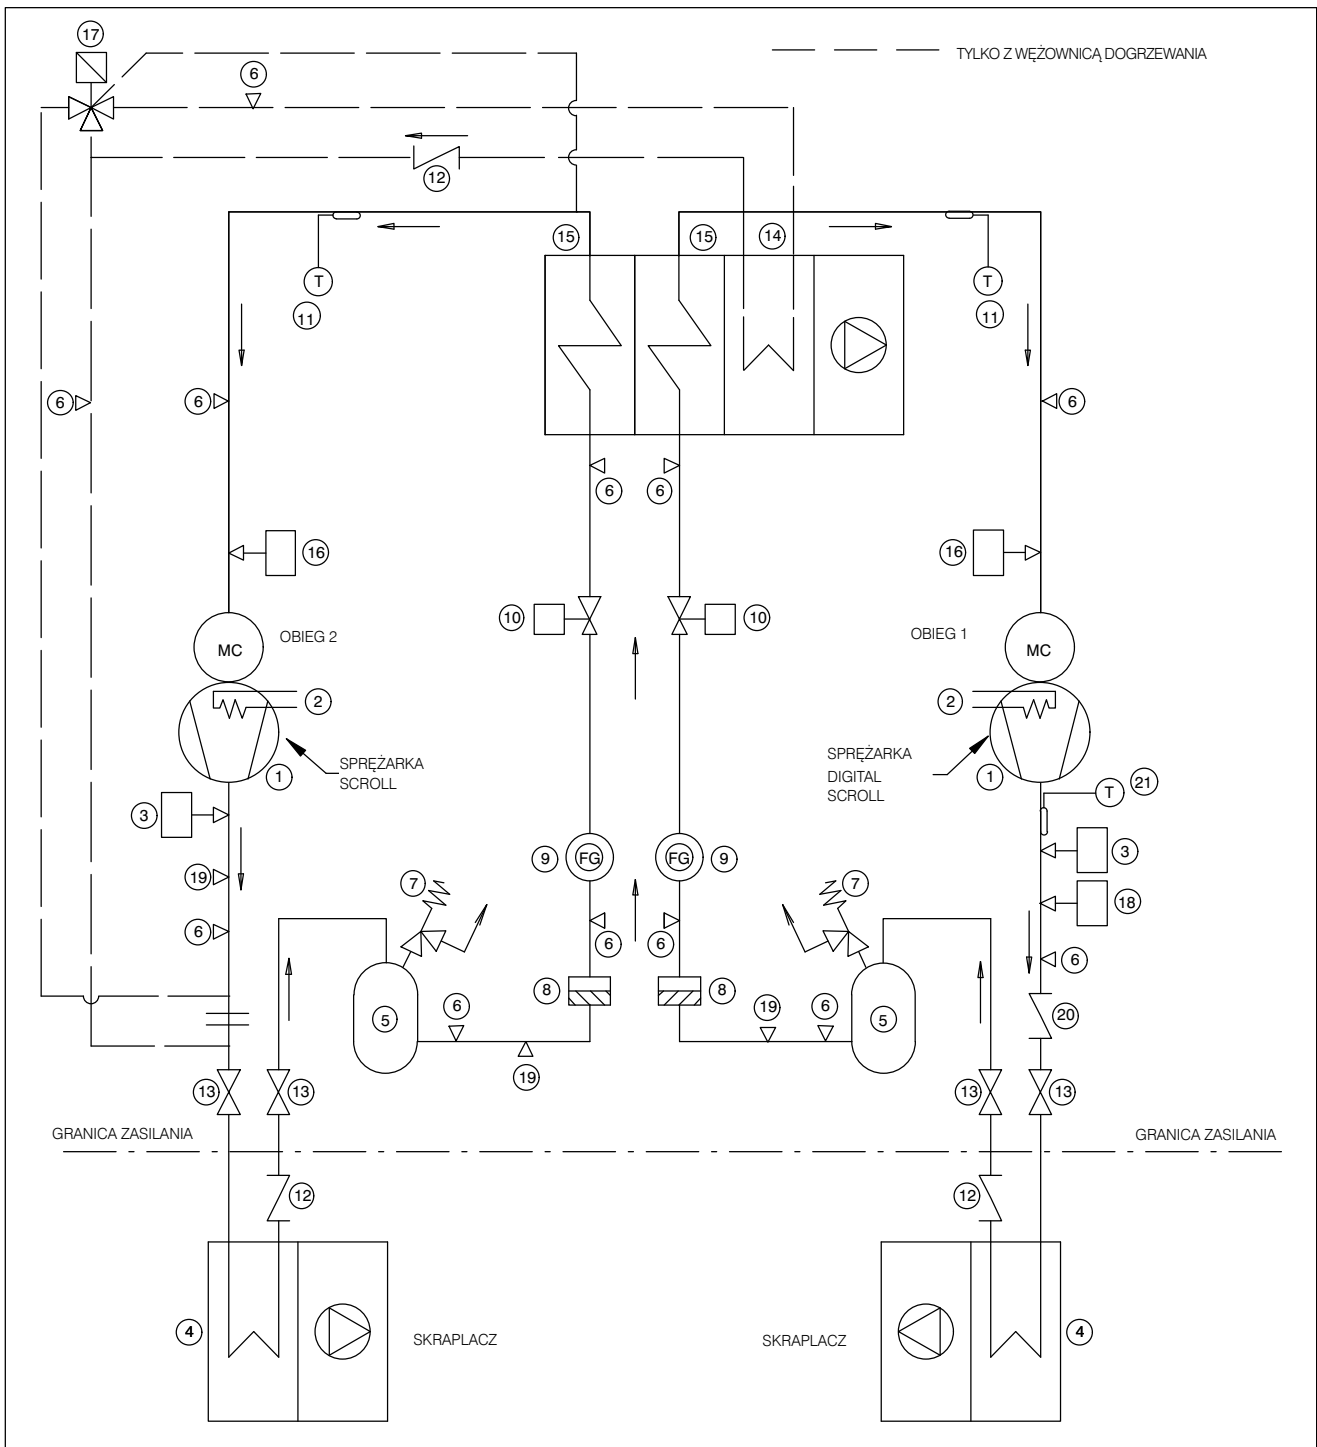 17
TYLKO Z WĘŻOWNICĄ DOGRZEWANIA
6
12
15
15
14
T
11
T
11
6
6
6
6
6
16
16
10
10
OBIEG 2
OBIEG 1
MC
MC
2
2
SPRĘŻARKA
SCROLL
SPRĘŻARKA
DIGITAL
SCROLL
1
1
T
21
3
9
FG
FG
9
3
19
7
7
18
6
6
6
6
8
8
5
6
19
6
5
20
19
13
13
13
13
GRANICA ZASILANIA
GRANICA ZASILANIA
12
12
4
SKRAPLACZ
SKRAPLACZ
4